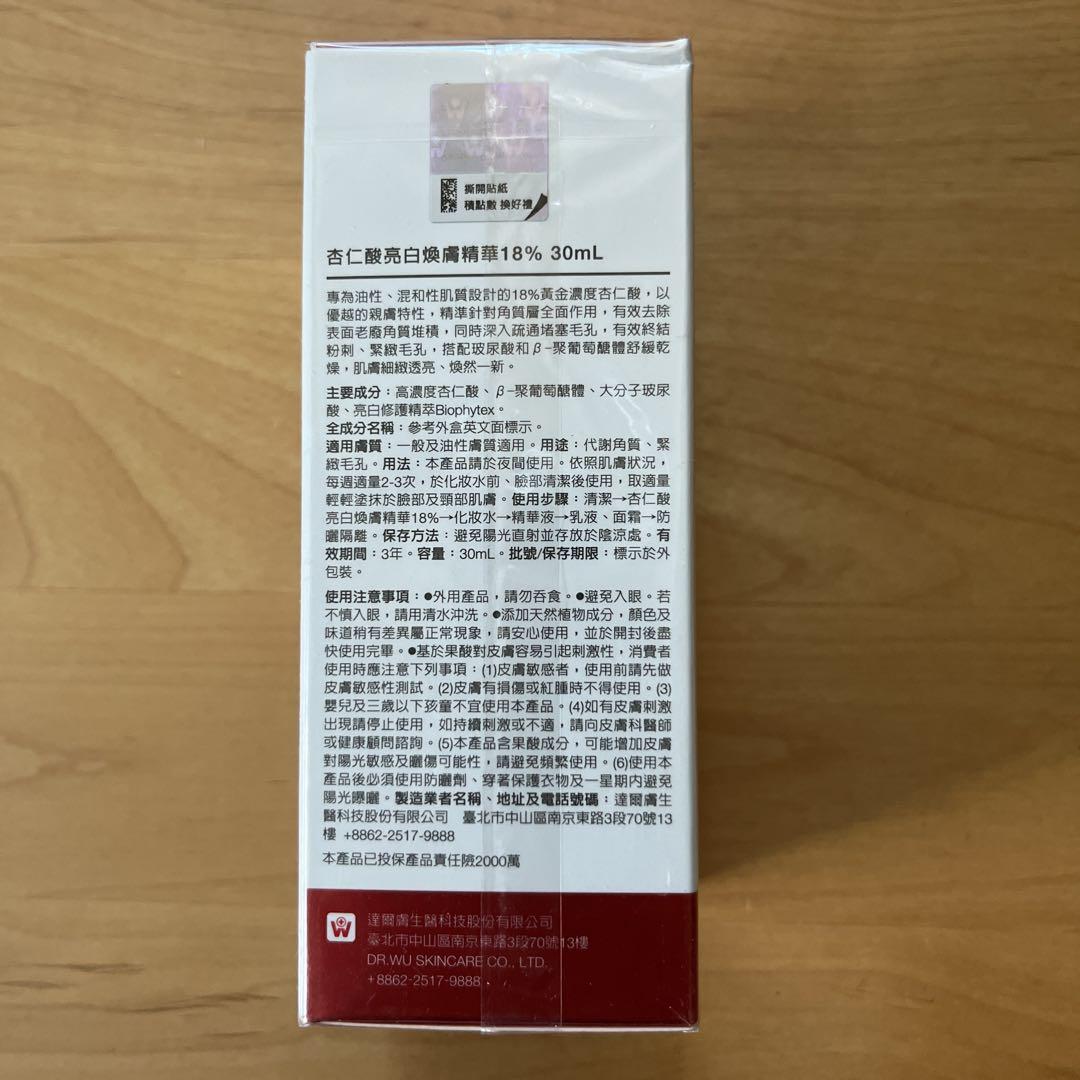 撕開貼紙
積點數 換好禮
杏仁酸亮白煥膚精華18% 30mL
專為油性、混和性肌質設計的18%黃金濃度杏仁酸，以
優越的親膚特性，精準針對角質層全面作用，有效去除
表面老廢角質堆積，同時深入疏通堵塞毛孔，有效終結
粉刺、緊緻毛孔，搭配玻尿酸和β-聚葡萄醣體舒緩乾
燥，肌膚細緻透亮、煥然一新。
主要成分：高濃度杏仁酸、β-聚葡萄醣體、大分子玻尿
酸、亮白修護精萃Biophytex。
全成分名稱：參考外盒英文面標示。
適用膚質：一般及油性膚質適用。用途：代謝角質、緊
緻毛孔。用法：本產品請於夜間使用。依照肌膚狀況，
每週適量2-3次，於化妝水前、臉部清潔後使用，取適量
輕輕塗抹於臉部及頸部肌膚。使用步驟：清潔→杏仁酸
亮白煥膚精華18%→化妝水→精華液→乳液、面霜→防
曬隔離。保存方法：避免陽光直射並存放於陰涼處。有
效期間：3年。容量：30mL。批號/保存期限：標示於外
包裝。
使用注意事項：●外用產品，請勿吞食。●避免入眼。若
不慎入眼，請用清水沖洗。●添加天然植物成分，顏色及
味道稍有差異屬正常現象，請安心使用，並於開封後盡
快使用完畢。●基於果酸對皮膚容易引起刺激性，消費者
使用時應注意下列事項：(1)皮膚敏感者，使用前請先做
皮膚敏感性測試。(2)皮膚有損傷或紅腫時不得使用。(3)
嬰兒及三歲以下孩童不宜使用本產品。(4)如有皮膚刺激
出現請停止使用，如持續刺激或不適，請向皮膚科醫師
或健康顧問諮詢。(5)本產品含果酸成分，可能增加皮膚
對陽光敏感及曬傷可能性，請避免頻繁使用。(6)使用本
產品後必須使用防曬劑、穿著保護衣物及一星期內避免
陽光曝曬。製造業者名稱、地址及電話號碼：達爾膚生
醫科技股份有限公司 臺北市中山區南京東路3段70號13
樓 +8862-2517-9888
本產品已投保產品責任險2000萬
達爾膚生醫科技股份有限公司
臺北市中山區南京東路3段70號13樓
DR.WU SKINCARE CO., LTD.
+8862-2517-9888